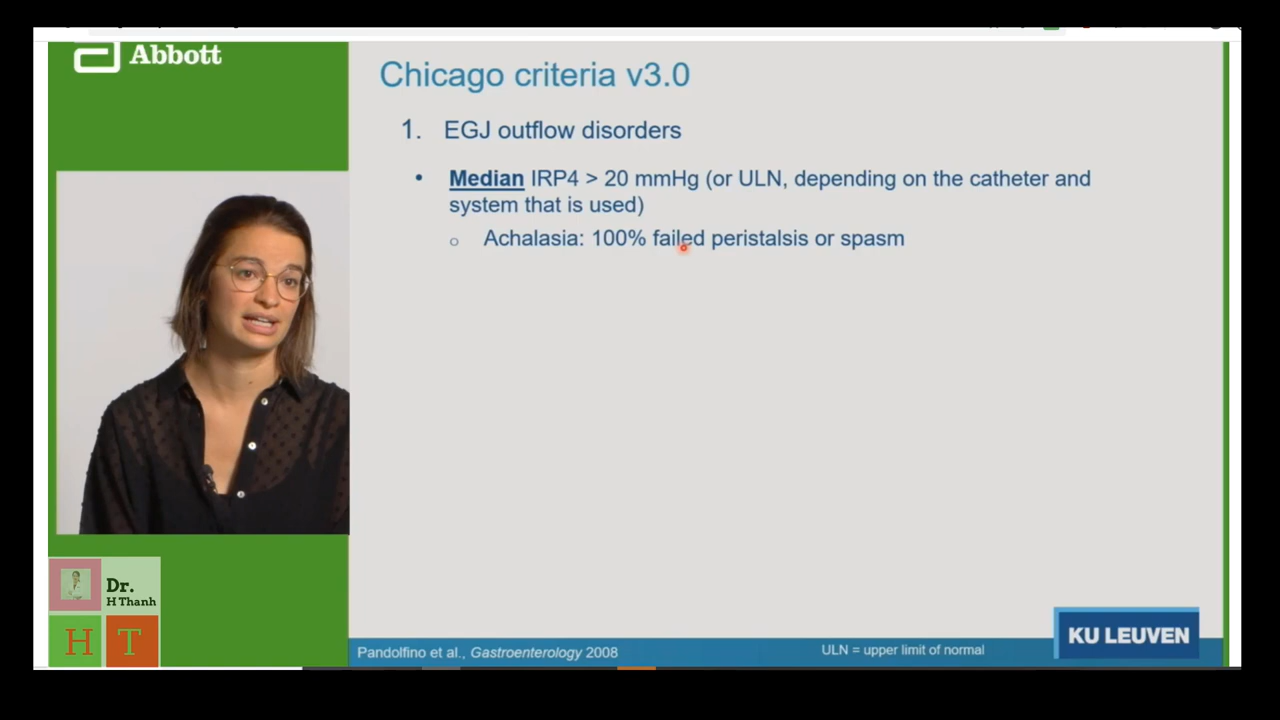 Abbott
Chicago criteria v3.0
1. EGJ outflow disorders
• Median IRP4 > 20 mmHg (or ULN, depending on the catheter and
system that is used)
o Achalasia: 100% failed peristalsis or spasm
Dr.
H Thanh
H T
KU LEUVEN
Pandolfino et al., Gastroenterology 2008
ULN = upper limit of normal